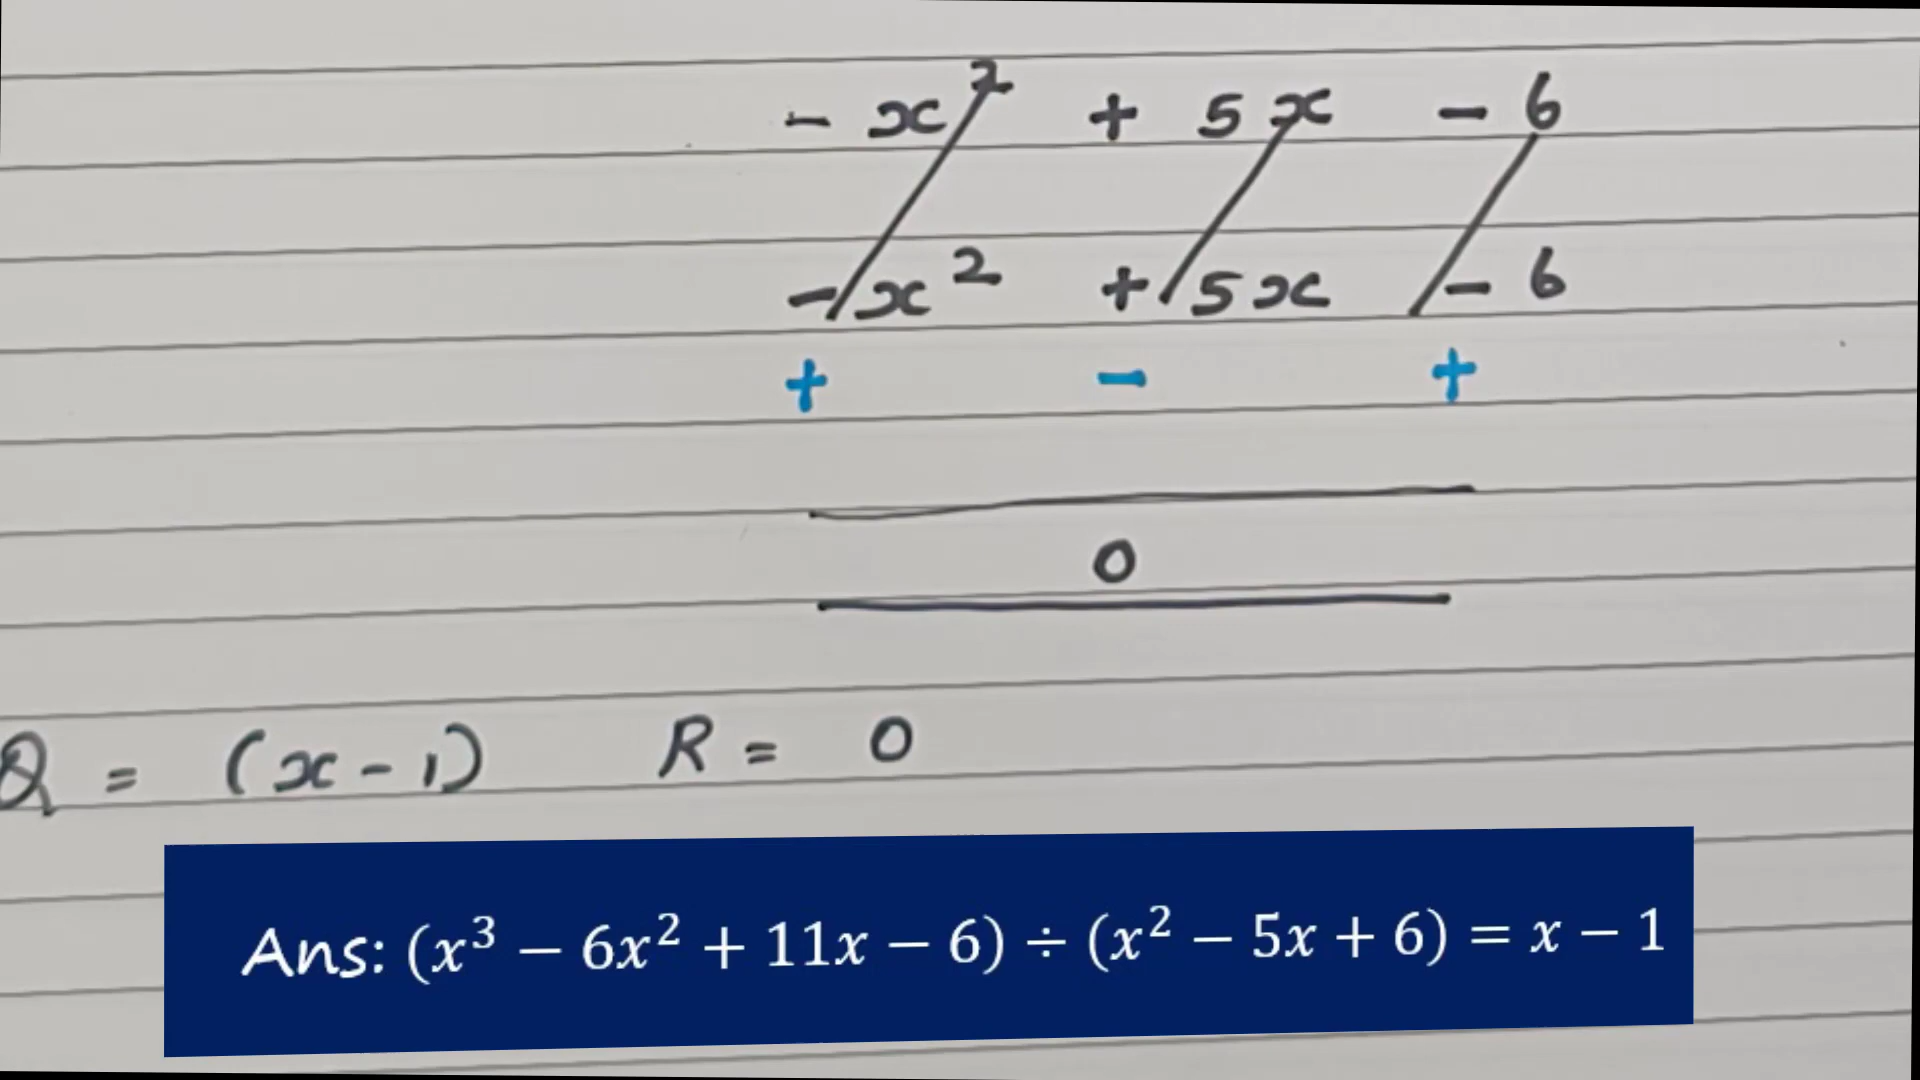 - x² + 5x - 6
- x² + 5x - 6
+ - +
0
Q = (x - 1) R = 0
Ans: (x³ − 6x² + 11x − 6) ÷ (x² − 5x + 6) = x − 1